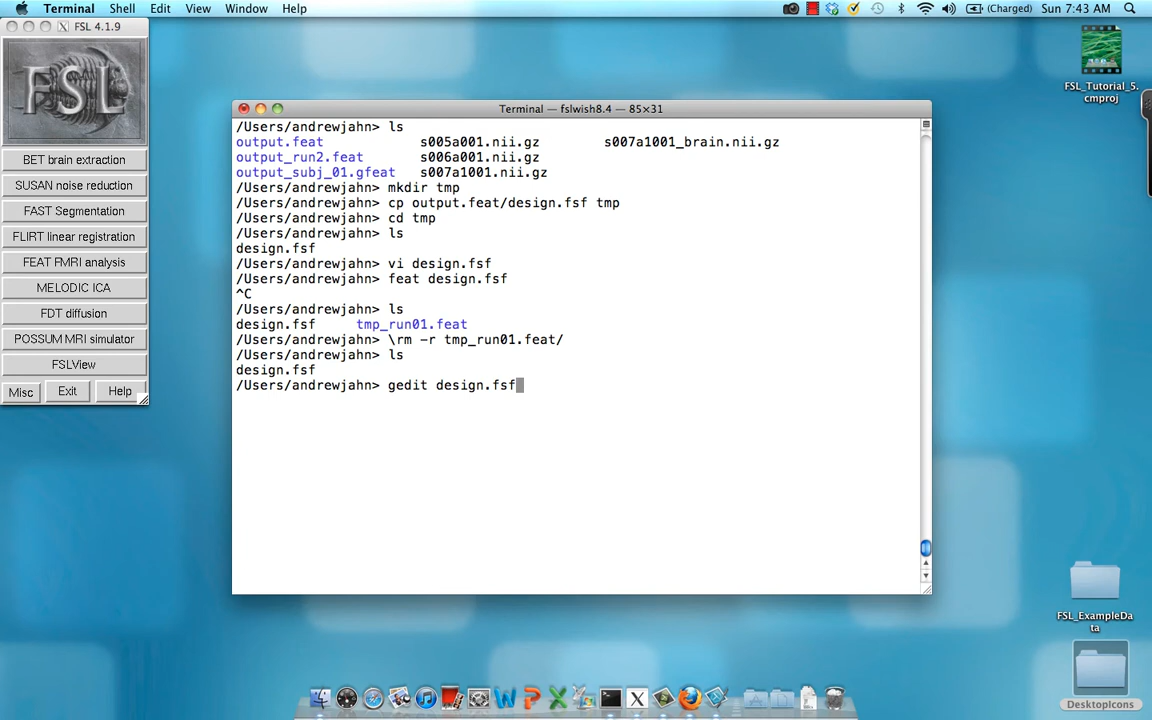 Terminal Shell Edit View Window Help (Charged) Sun 7:43 AM
FSL 4.1.9
FSL
BET brain extraction
SUSAN noise reduction
FAST Segmentation
FLIRT linear registration
FEAT FMRI analysis
MELODIC ICA
FDT diffusion
POSSUM MRI simulator
FSLView
Misc Exit Help
Terminal — fslwish8.4 — 85×31
/Users/andrewjahn> ls
output.feat s005a001.nii.gz s007a1001_brain.nii.gz
output_run2.feat s006a001.nii.gz
output_subj_01.gfeat s007a1001.nii.gz
/Users/andrewjahn> mkdir tmp
/Users/andrewjahn> cp output.feat/design.fsf tmp
/Users/andrewjahn> cd tmp
/Users/andrewjahn> ls
design.fsf
/Users/andrewjahn> vi design.fsf
/Users/andrewjahn> feat design.fsf
^C
/Users/andrewjahn> ls
design.fsf tmp_run01.feat
/Users/andrewjahn> \rm -r tmp_run01.feat/
/Users/andrewjahn> ls
design.fsf
/Users/andrewjahn> gedit design.fsf
FSL_Tutorial_5.
cmproj
FSL_ExampleDa
ta
DesktopIcons